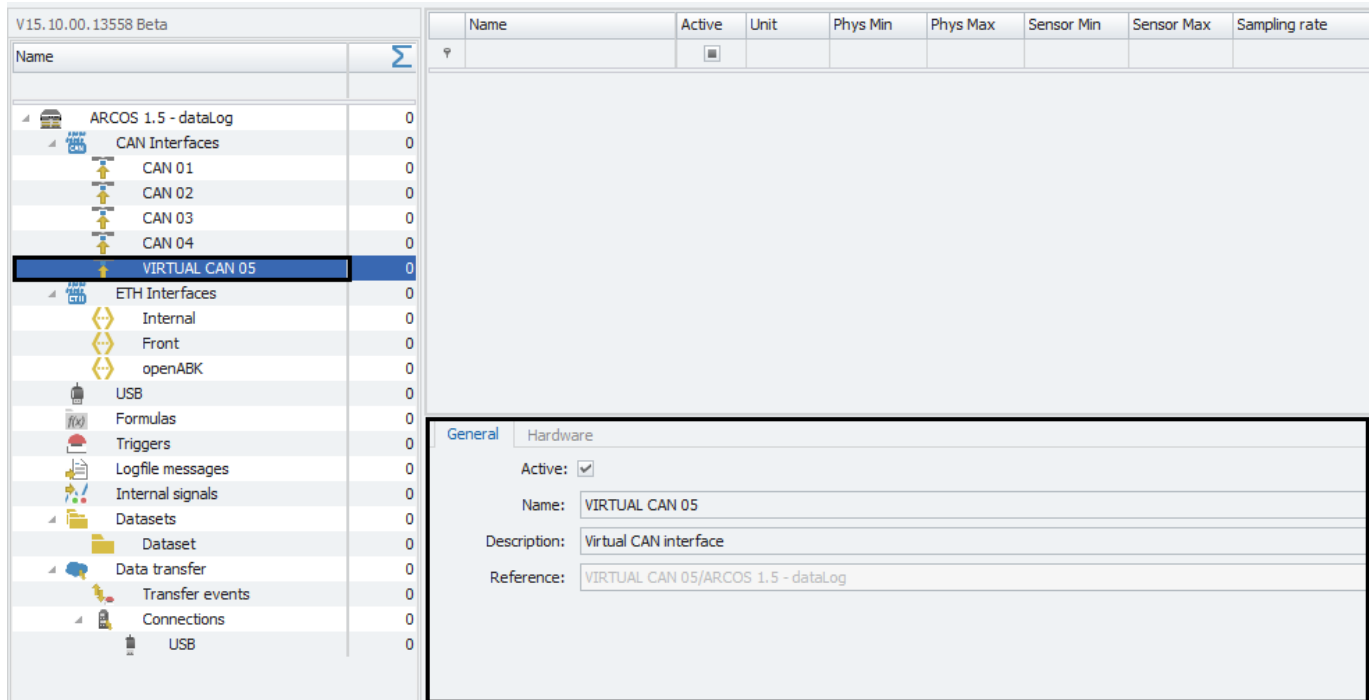 V15.10.00.13558 Beta
Name Σ
ARCOS 1.5 - dataLog 0
CAN Interfaces 0
CAN 01 0
CAN 02 0
CAN 03 0
CAN 04 0
VIRTUAL CAN 05 0
ETH Interfaces 0
Internal 0
Front 0
openABK 0
USB 0
f(x) Formulas 0
Triggers 0
Logfile messages 0
Internal signals 0
Datasets 0
Dataset 0
Data transfer 0
Transfer events 0
Connections 0
USB 0
Name Active Unit Phys Min Phys Max Sensor Min Sensor Max Sampling rate
General Hardware
Active:
Name: VIRTUAL CAN 05
Description: Virtual CAN interface
Reference: VIRTUAL CAN 05/ARCOS 1.5 - dataLog